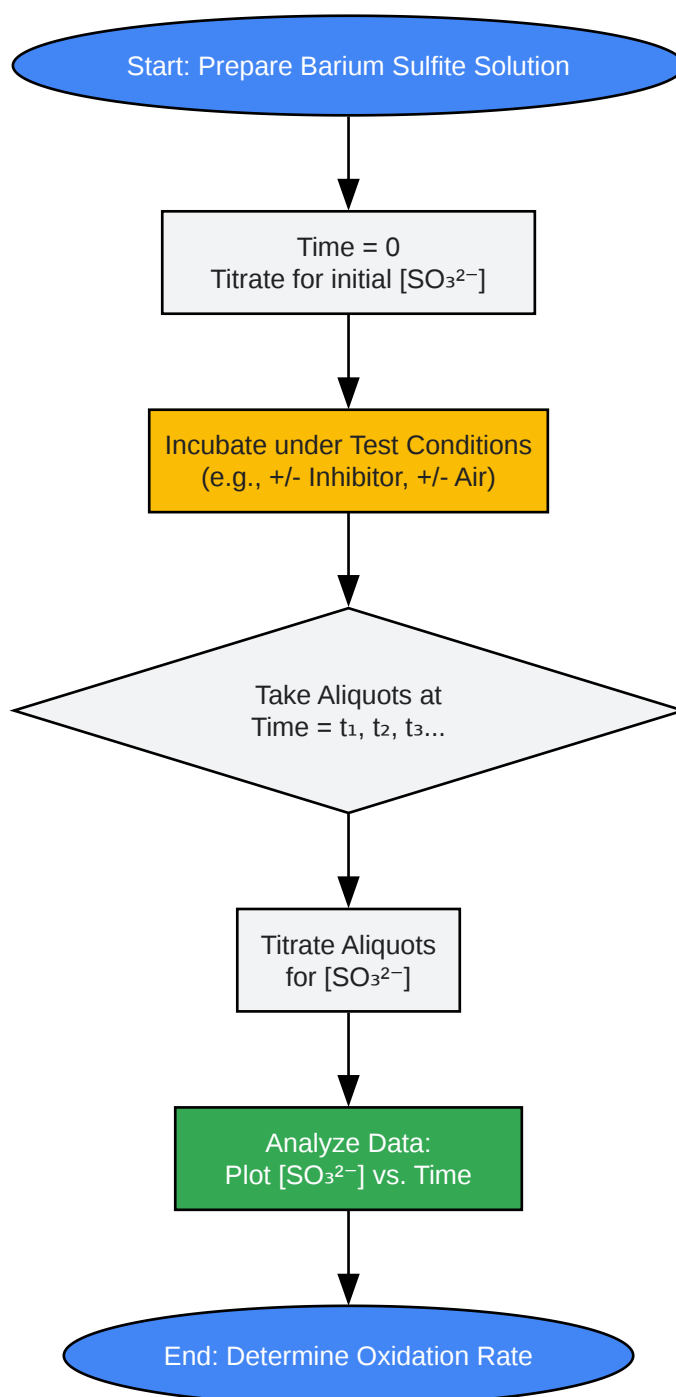 Start: Prepare Barium Sulfite Solution
Time = 0
Titrate for initial [SO₃²⁻]
Incubate under Test Conditions
(e.g., +/- Inhibitor, +/- Air)
Take Aliquots at
Time = t₁, t₂, t₃...
Titrate Aliquots
for [SO₃²⁻]
Analyze Data:
Plot [SO₃²⁻] vs. Time
End: Determine Oxidation Rate